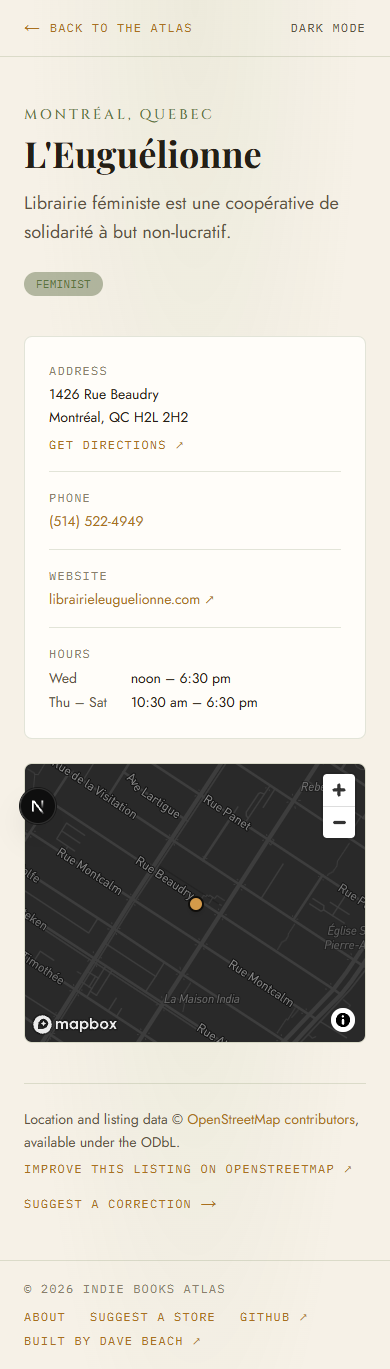 ← BACK TO THE ATLAS
DARK MODE
MONTRÉAL, QUEBEC
L'Euguélionne
Librairie féministe est une coopérative de
solidarité à but non-lucratif.
FEMINIST
ADDRESS
1426 Rue Beaudry
Montréal, QC H2L 2H2
GET DIRECTIONS ↗
PHONE
(514) 522-4949
WEBSITE
librairieleuguelionne.com ↗
HOURS
Wed noon – 6:30 pm
Thu – Sat 10:30 am – 6:30 pm
Rue de la Visitation
Ave Lartigue
Rue Panet
N
Rue Montcalm
Rue Beaudry
Église S
Pierre-A
Rue Montcalm
La Maison India
mapbox
Location and listing data © OpenStreetMap contributors,
available under the ODbL.
IMPROVE THIS LISTING ON OPENSTREETMAP ↗
SUGGEST A CORRECTION →
© 2026 INDIE BOOKS ATLAS
ABOUT SUGGEST A STORE GITHUB ↗
BUILT BY DAVE BEACH ↗